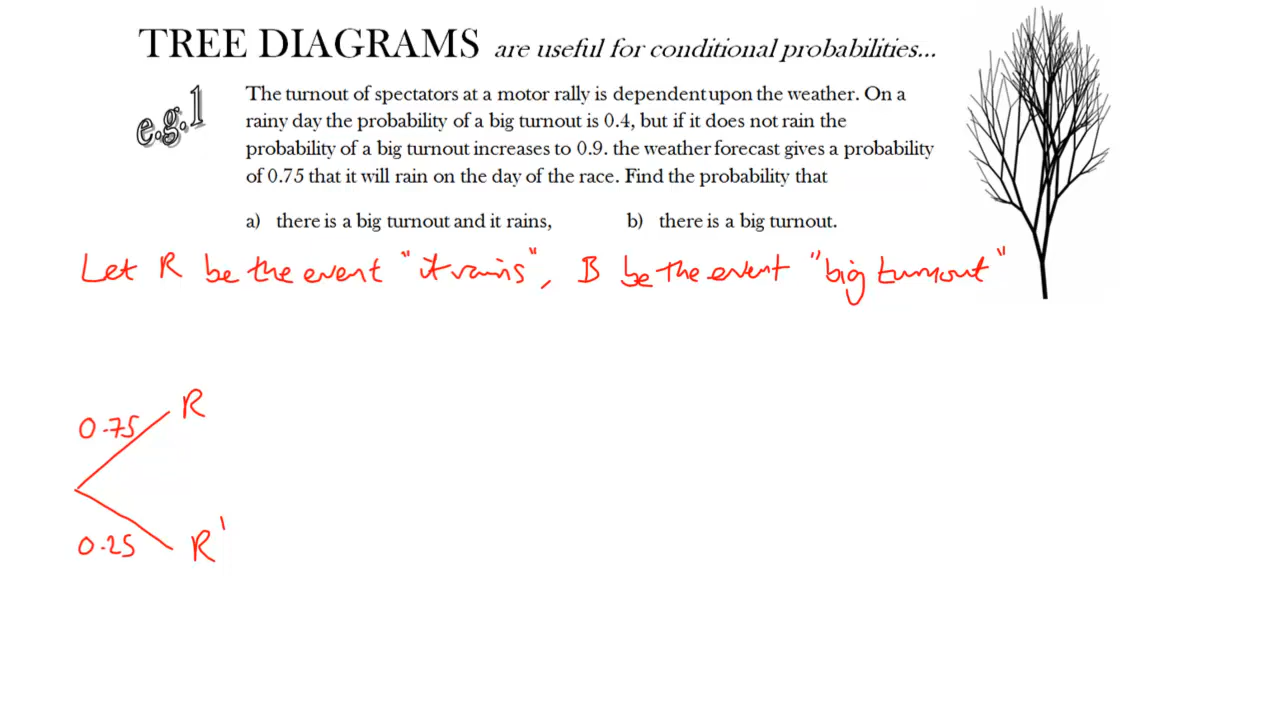 TREE DIAGRAMS are useful for conditional probabilities...
e.g.1
The turnout of spectators at a motor rally is dependent upon the weather. On a
rainy day the probability of a big turnout is 0.4, but if it does not rain the
probability of a big turnout increases to 0.9. the weather forecast gives a probability
of 0.75 that it will rain on the day of the race. Find the probability that
a) there is a big turnout and it rains, b) there is a big turnout.
Let R be the event "it rains", B be the event "big turnout"
R
0.75
0.25 R'